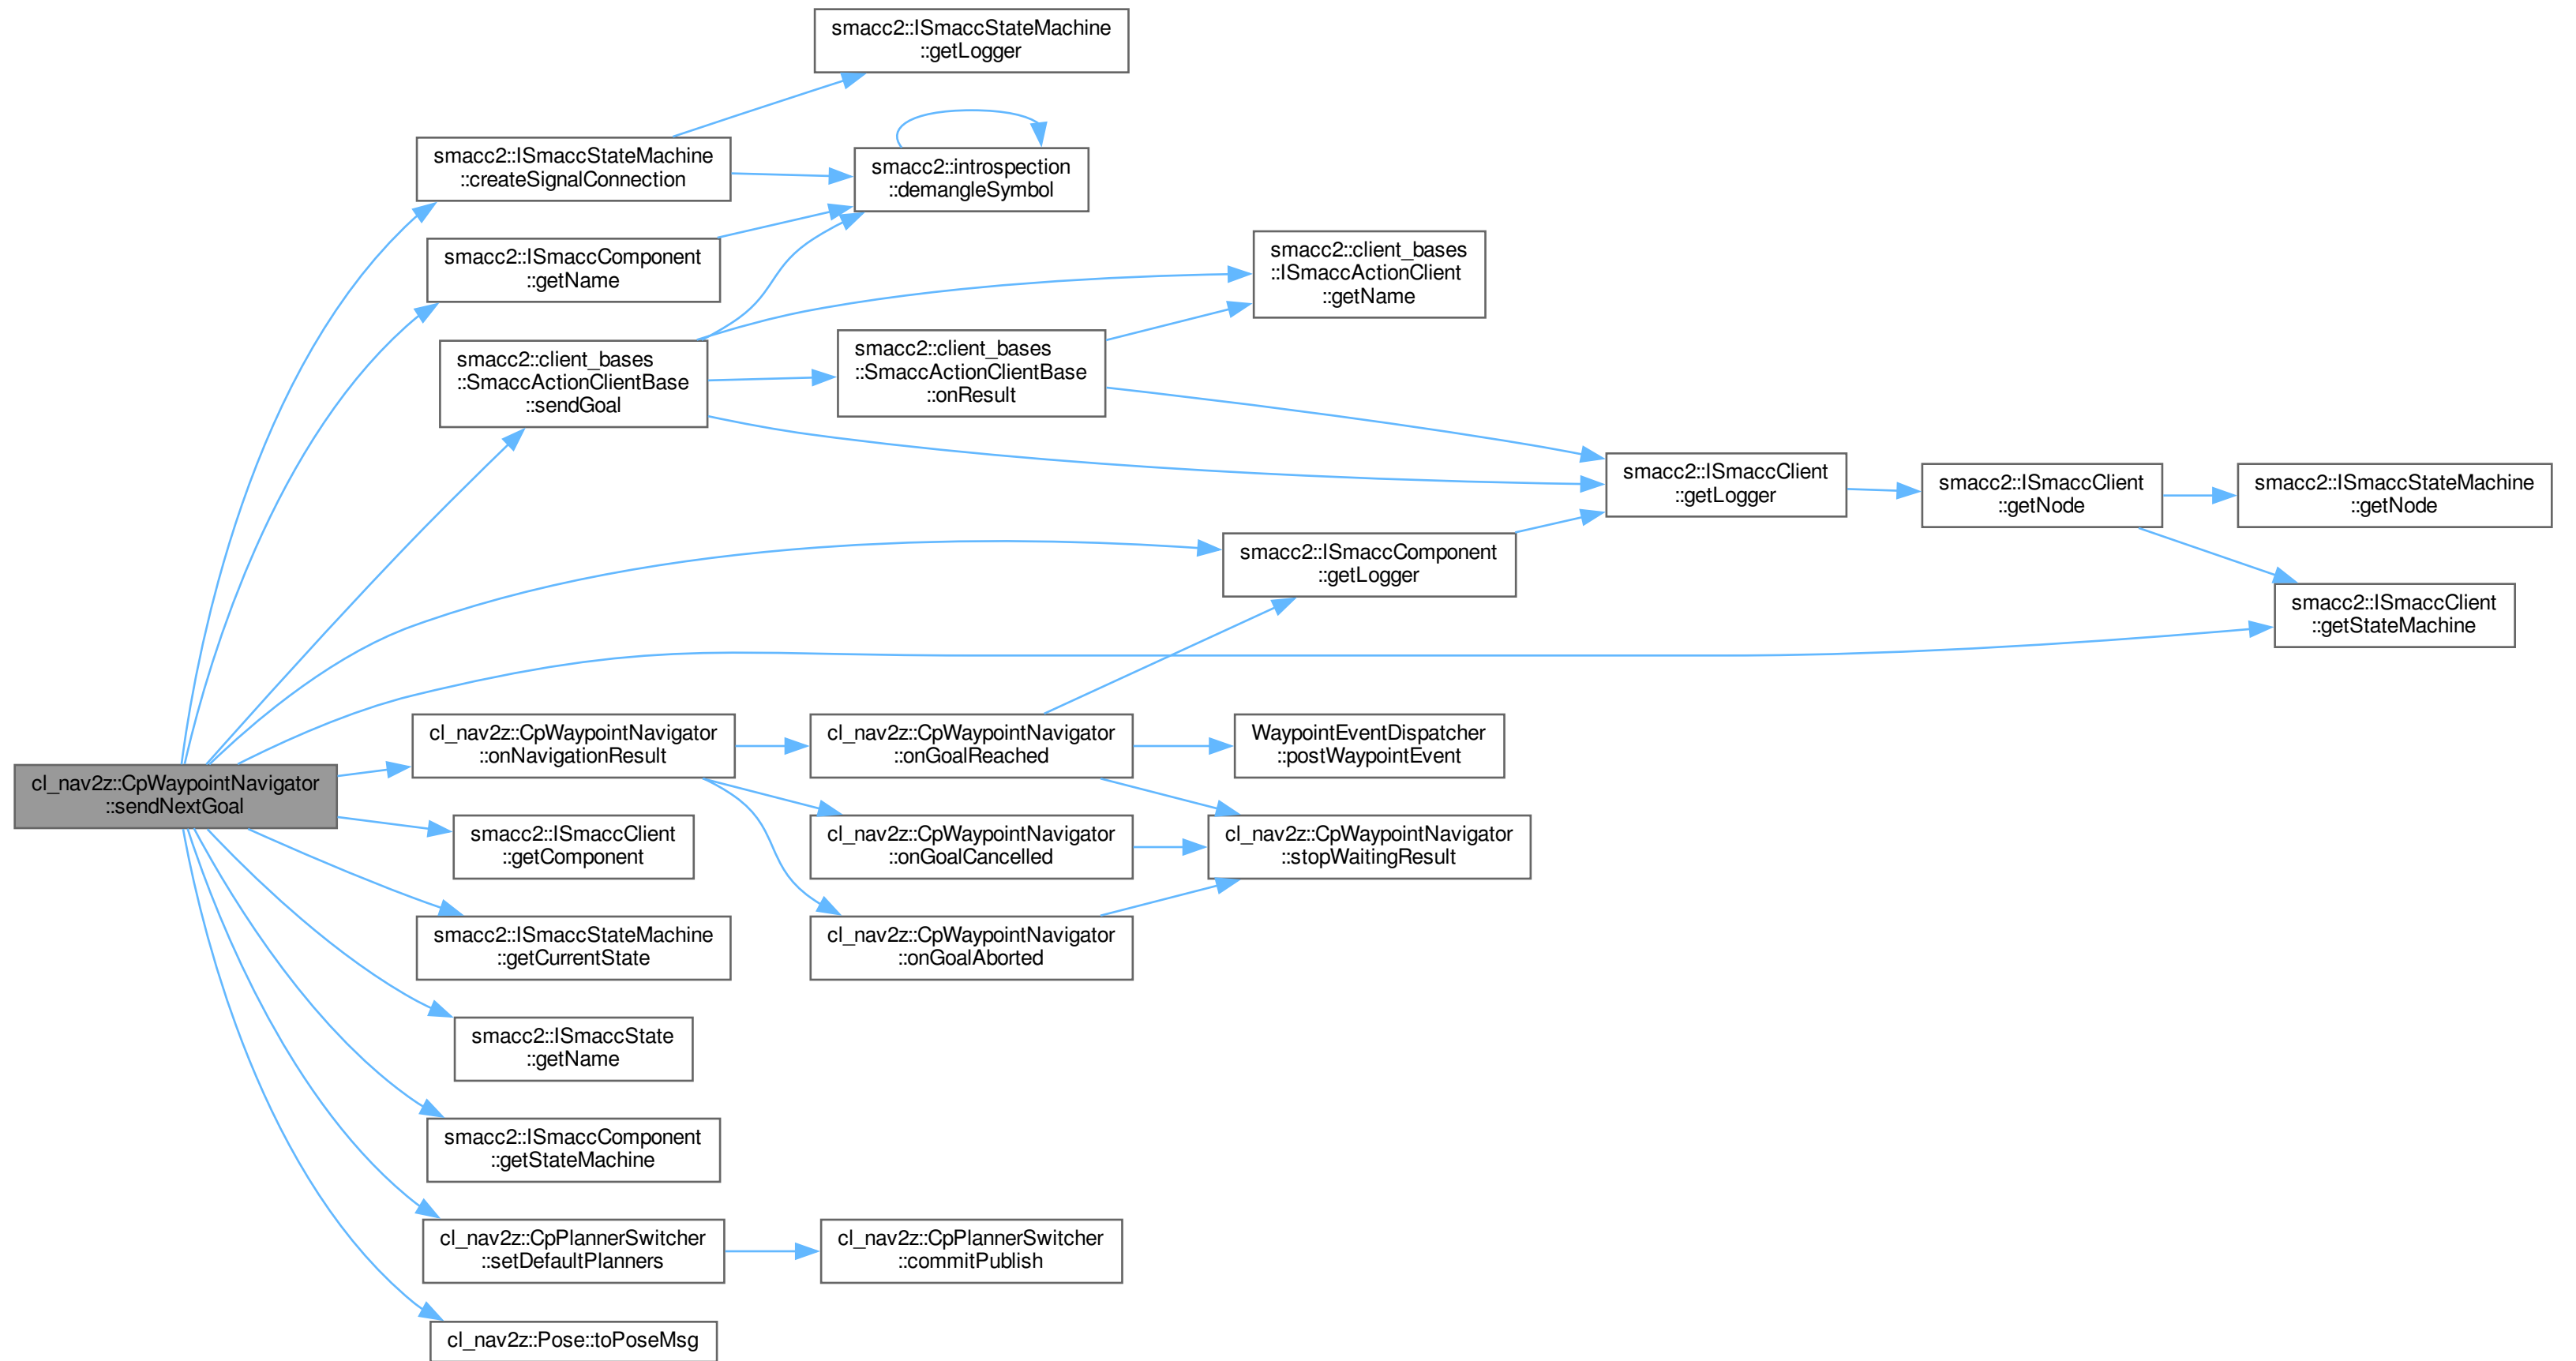 smacc2::ISmaccStateMachine
::getLogger
smacc2::ISmaccStateMachine
::createSignalConnection
smacc2::introspection
::demangleSymbol
smacc2::ISmaccComponent
::getName
smacc2::client_bases
::ISmaccActionClient
::getName
smacc2::client_bases
::SmaccActionClientBase
::sendGoal
smacc2::client_bases
::SmaccActionClientBase
::onResult
smacc2::ISmaccClient
::getLogger
smacc2::ISmaccClient
::getNode
smacc2::ISmaccStateMachine
::getNode
smacc2::ISmaccComponent
::getLogger
smacc2::ISmaccClient
::getStateMachine
cl_nav2z::CpWaypointNavigator
::sendNextGoal
cl_nav2z::CpWaypointNavigator
::onNavigationResult
cl_nav2z::CpWaypointNavigator
::onGoalReached
WaypointEventDispatcher
::postWaypointEvent
smacc2::ISmaccClient
::getComponent
cl_nav2z::CpWaypointNavigator
::onGoalCancelled
cl_nav2z::CpWaypointNavigator
::stopWaitingResult
smacc2::ISmaccStateMachine
::getCurrentState
cl_nav2z::CpWaypointNavigator
::onGoalAborted
smacc2::ISmaccState
::getName
smacc2::ISmaccComponent
::getStateMachine
cl_nav2z::CpPlannerSwitcher
::setDefaultPlanners
cl_nav2z::CpPlannerSwitcher
::commitPublish
cl_nav2z::Pose::toPoseMsg